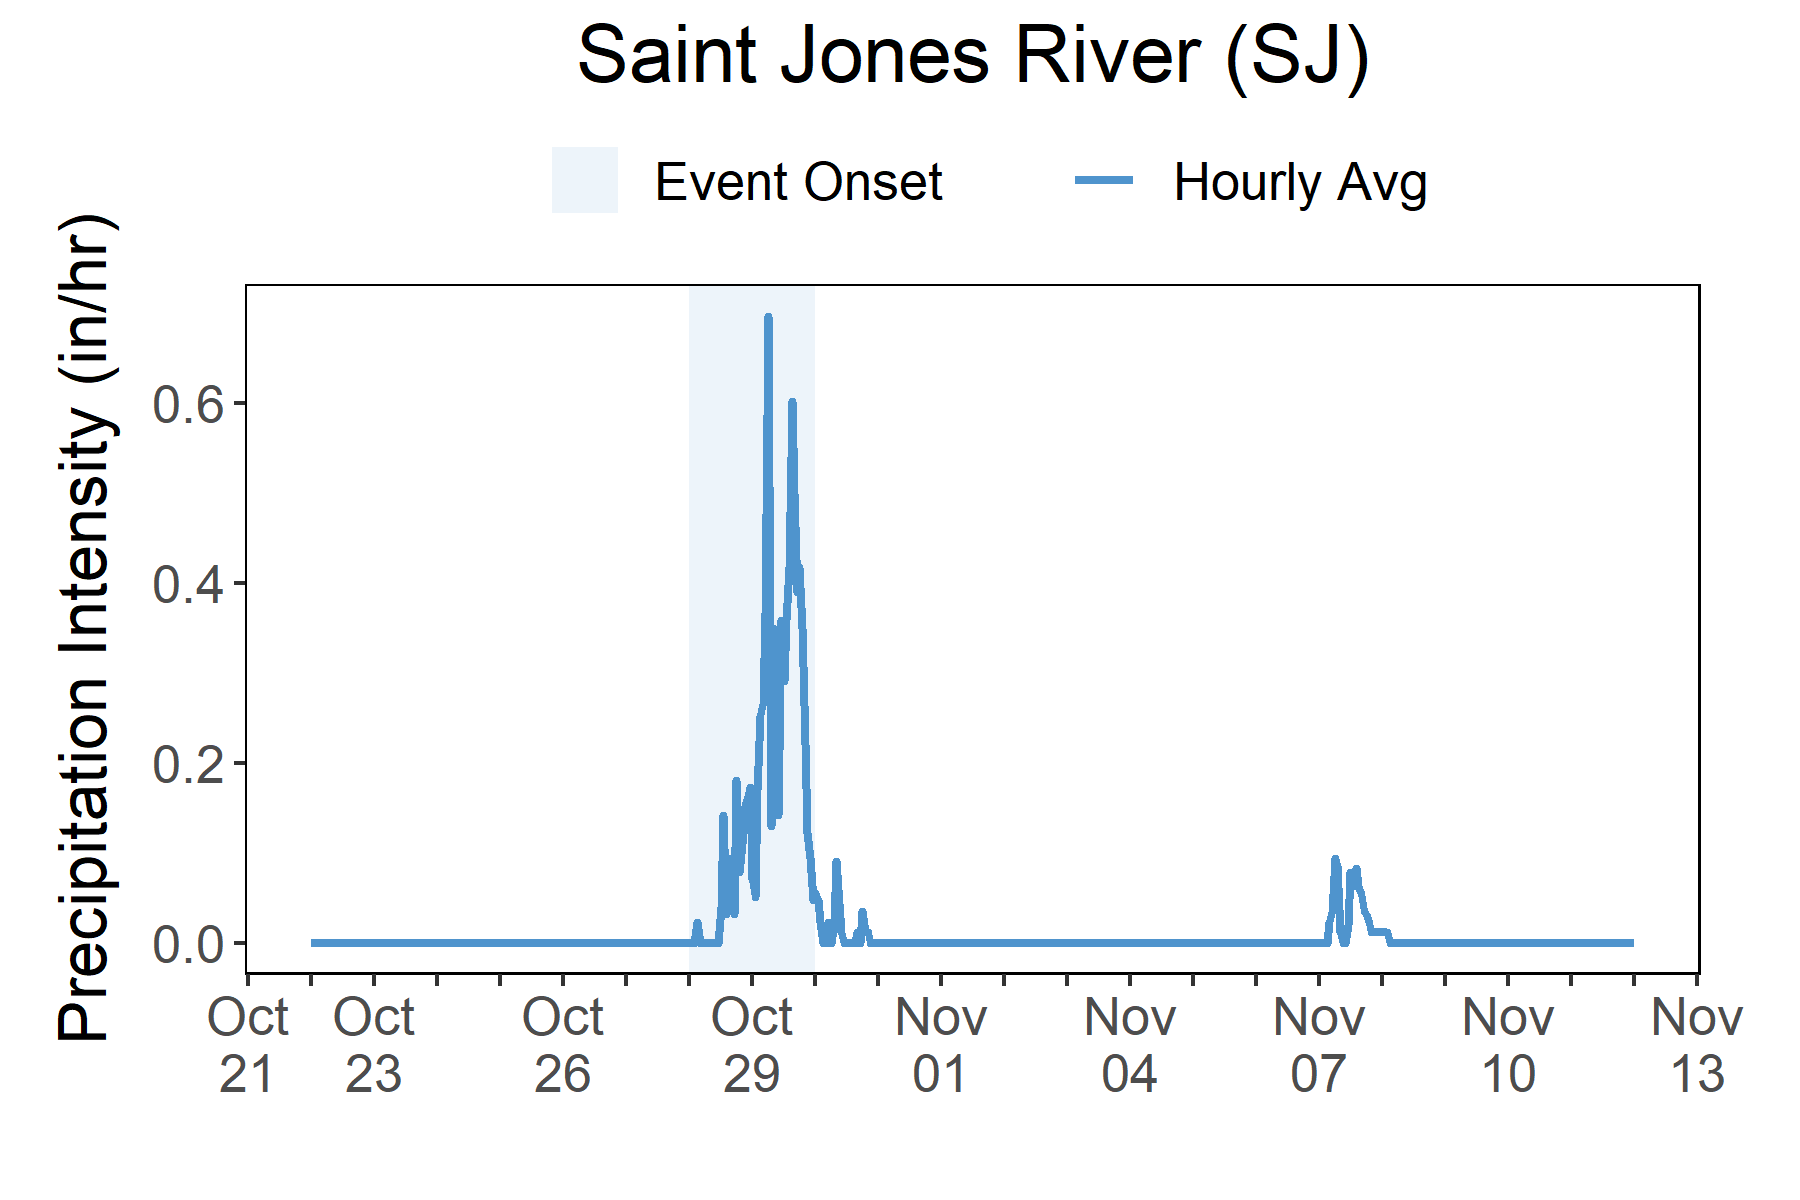 Saint Jones River (SJ)
Event Onset
Hourly Avg
Precipitation Intensity (in/hr)
0.6
0.4
0.2
0.0
Oct
21
Oct
23
Oct
26
Oct
29
Nov
01
Nov
04
Nov
07
Nov
10
Nov
13